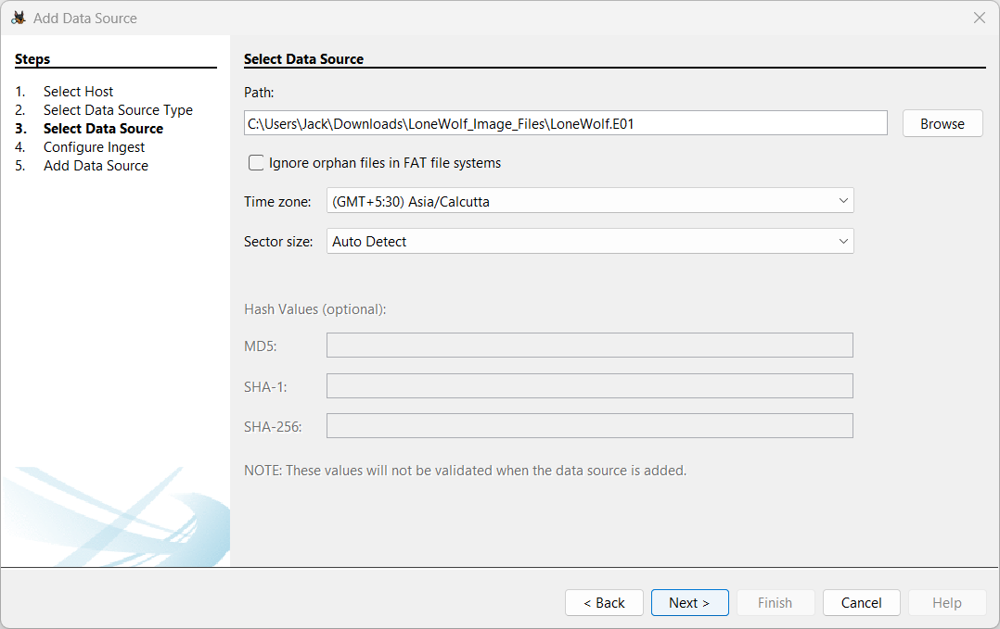 Add Data Source
Steps
1. Select Host
2. Select Data Source Type
3. Select Data Source
4. Configure Ingest
5. Add Data Source
Select Data Source
Path:
C:\Users\Jack\Downloads\LoneWolf_Image_Files\LoneWolf.E01
Browse
Ignore orphan files in FAT file systems
Time zone: (GMT+5:30) Asia/Calcutta
Sector size: Auto Detect
Hash Values (optional):
MD5:
SHA-1:
SHA-256:
NOTE: These values will not be validated when the data source is added.
< Back Next > Finish Cancel Help